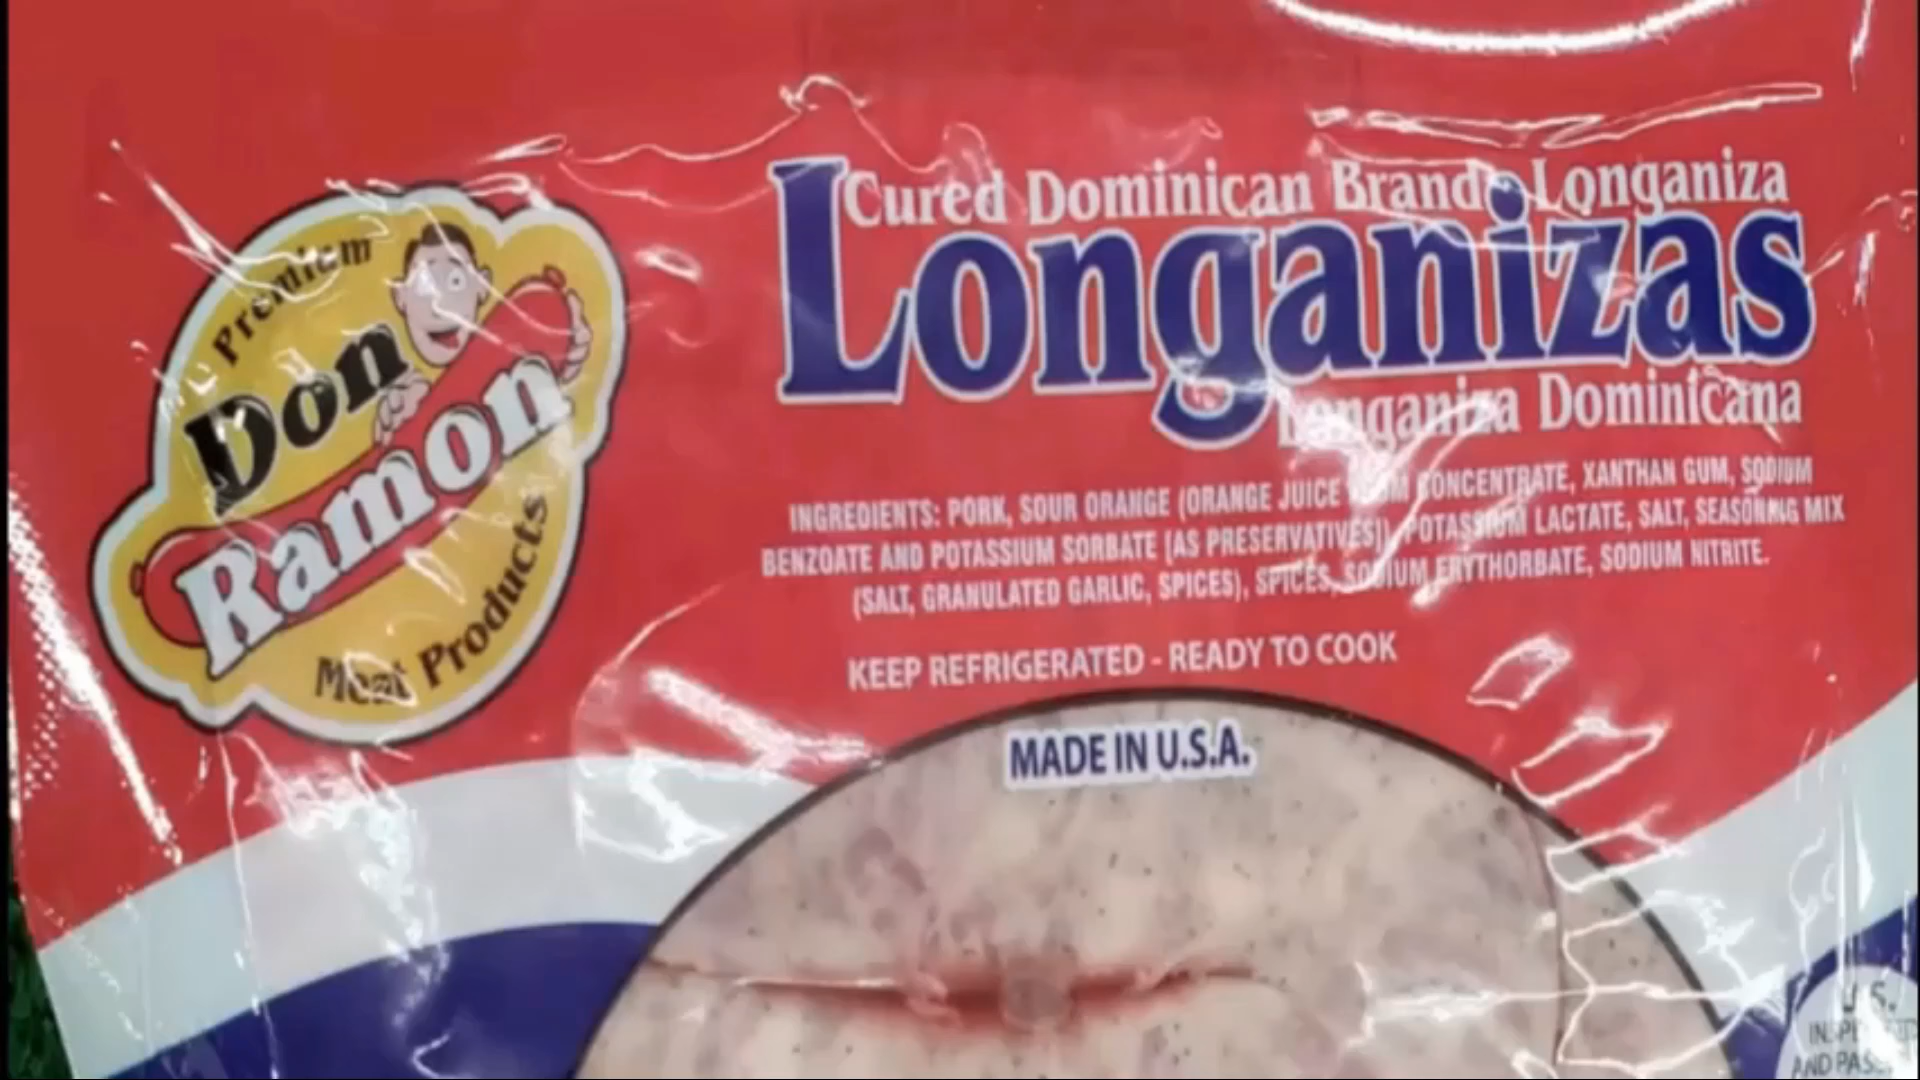 Premium
Don
Ramon
Meat Products
Cured Dominican Brand Longaniza
Longanizas
Longaniza Dominicana
INGREDIENTS: PORK, SOUR ORANGE (ORANGE JUICE FROM CONCENTRATE, XANTHAN GUM, SODIUM
BENZOATE AND POTASSIUM SORBATE [AS PRESERVATIVES]), POTASSIUM LACTATE, SALT, SEASONING MIX
(SALT, GRANULATED GARLIC, SPICES), SPICES, SODIUM ERYTHORBATE, SODIUM NITRITE.
KEEP REFRIGERATED - READY TO COOK
MADE IN U.S.A.
U.S.
INSPECTED
AND PASSED